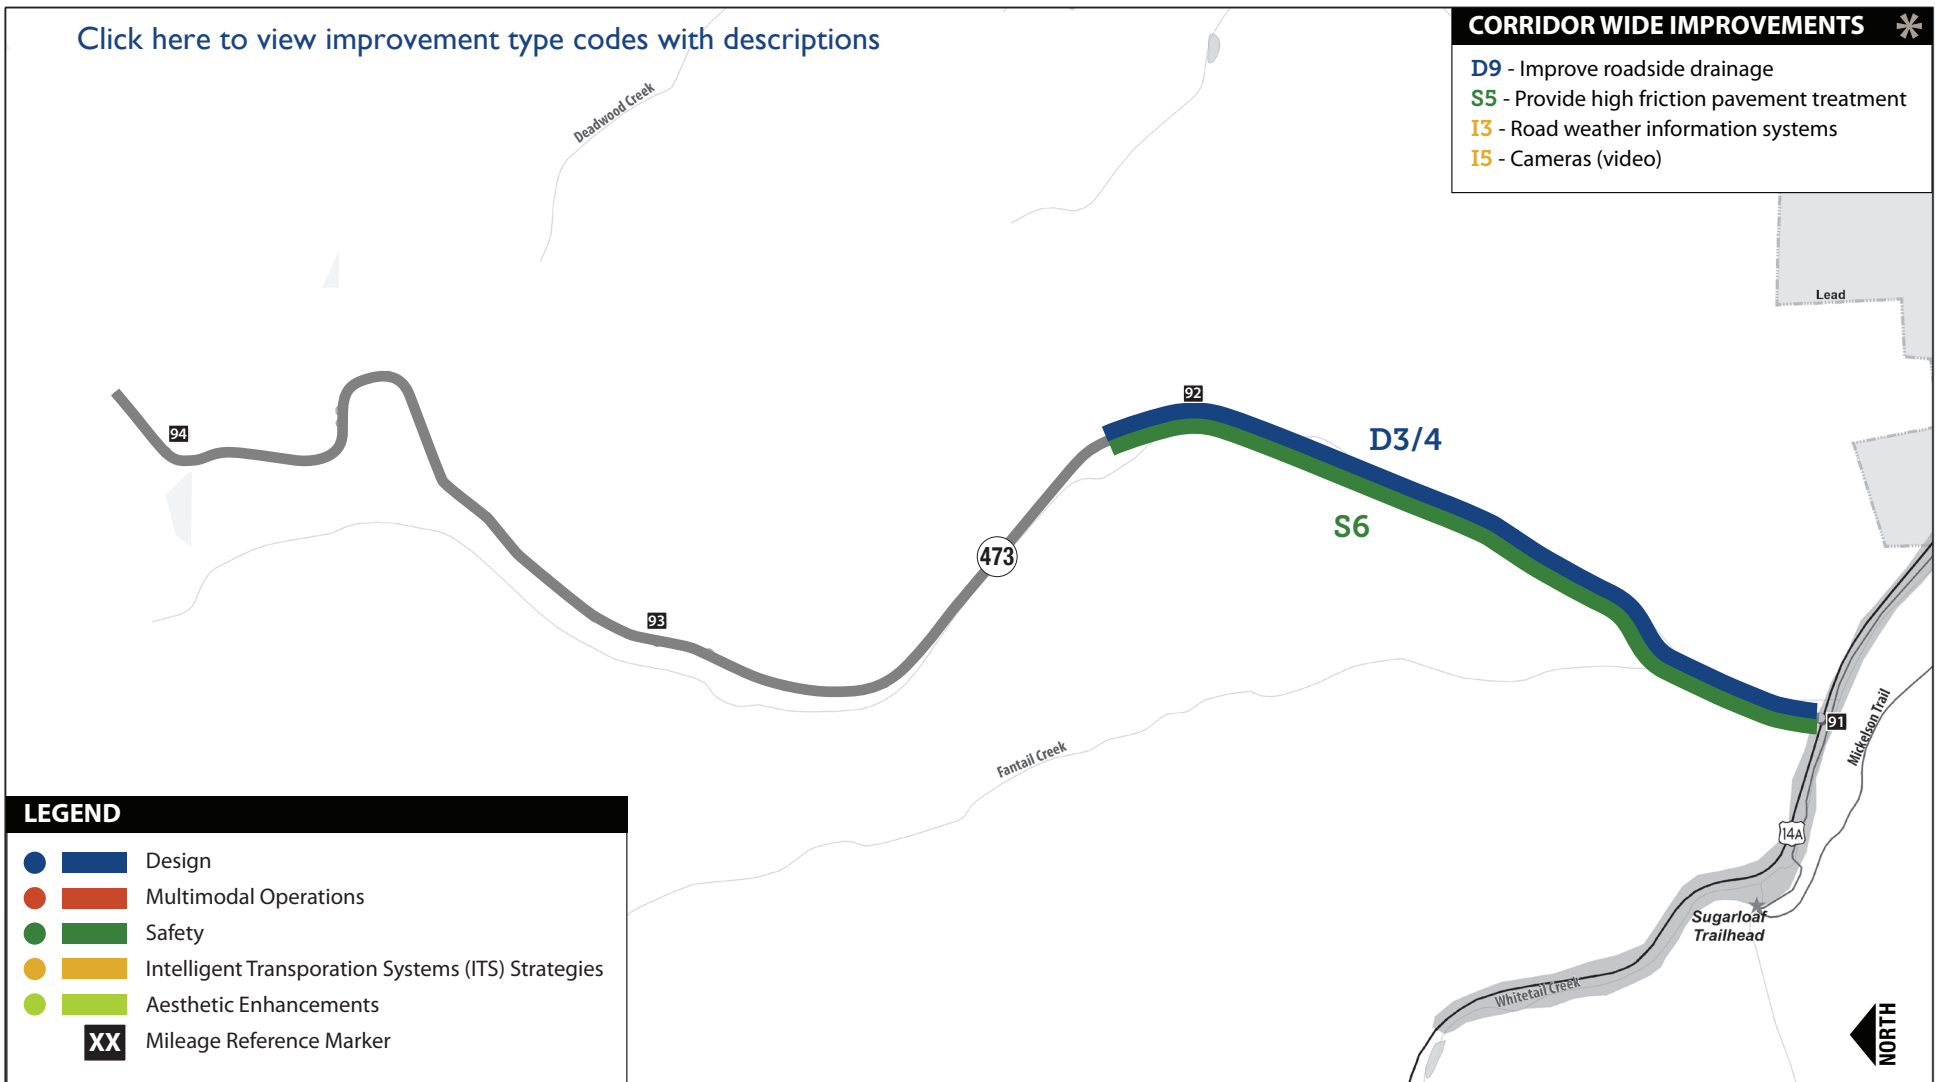 Click here to view improvement type codes with descriptions
CORRIDOR WIDE IMPROVEMENTS
D9 - Improve roadside drainage
S5 - Provide high friction pavement treatment
I3 - Road weather information systems
I5 - Cameras (video)
Deadwood Creek
Lead
92
94
D3/4
S6
473
93
91
Mickelson Trail
Fantail Creek
14A
Sugarloaf
Trailhead
Whitetail Creek
LEGEND
Design
Multimodal Operations
Safety
Intelligent Transporation Systems (ITS) Strategies
Aesthetic Enhancements
XX Mileage Reference Marker
NORTH